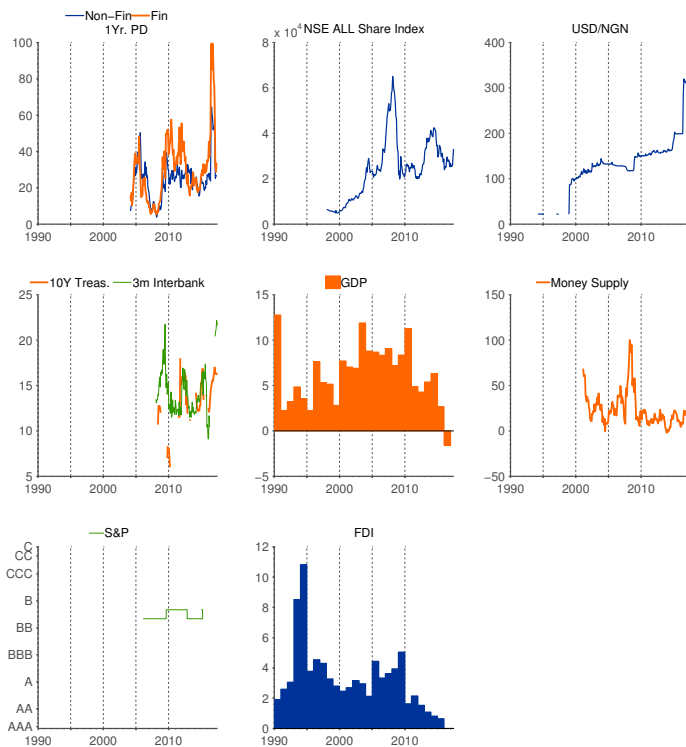 Non-Fin Fin
1Yr. PD
100
80
60
40
20
0
1990 2000 2010
x 10^4 NSE ALL Share Index
8
6
4
2
0
1990 2000 2010
USD/NGN
400
300
200
100
0
1990 2000 2010
10Y Treas. 3m Interbank
25
20
15
10
5
1990 2000 2010
GDP
15
10
5
0
−5
1990 2000 2010
Money Supply
150
100
50
0
−50
1990 2000 2010
S&P
C
CC
CCC
B
BB
BBB
A
AA
AAA
1990 2000 2010
FDI
12
10
8
6
4
2
0
1990 2000 2010